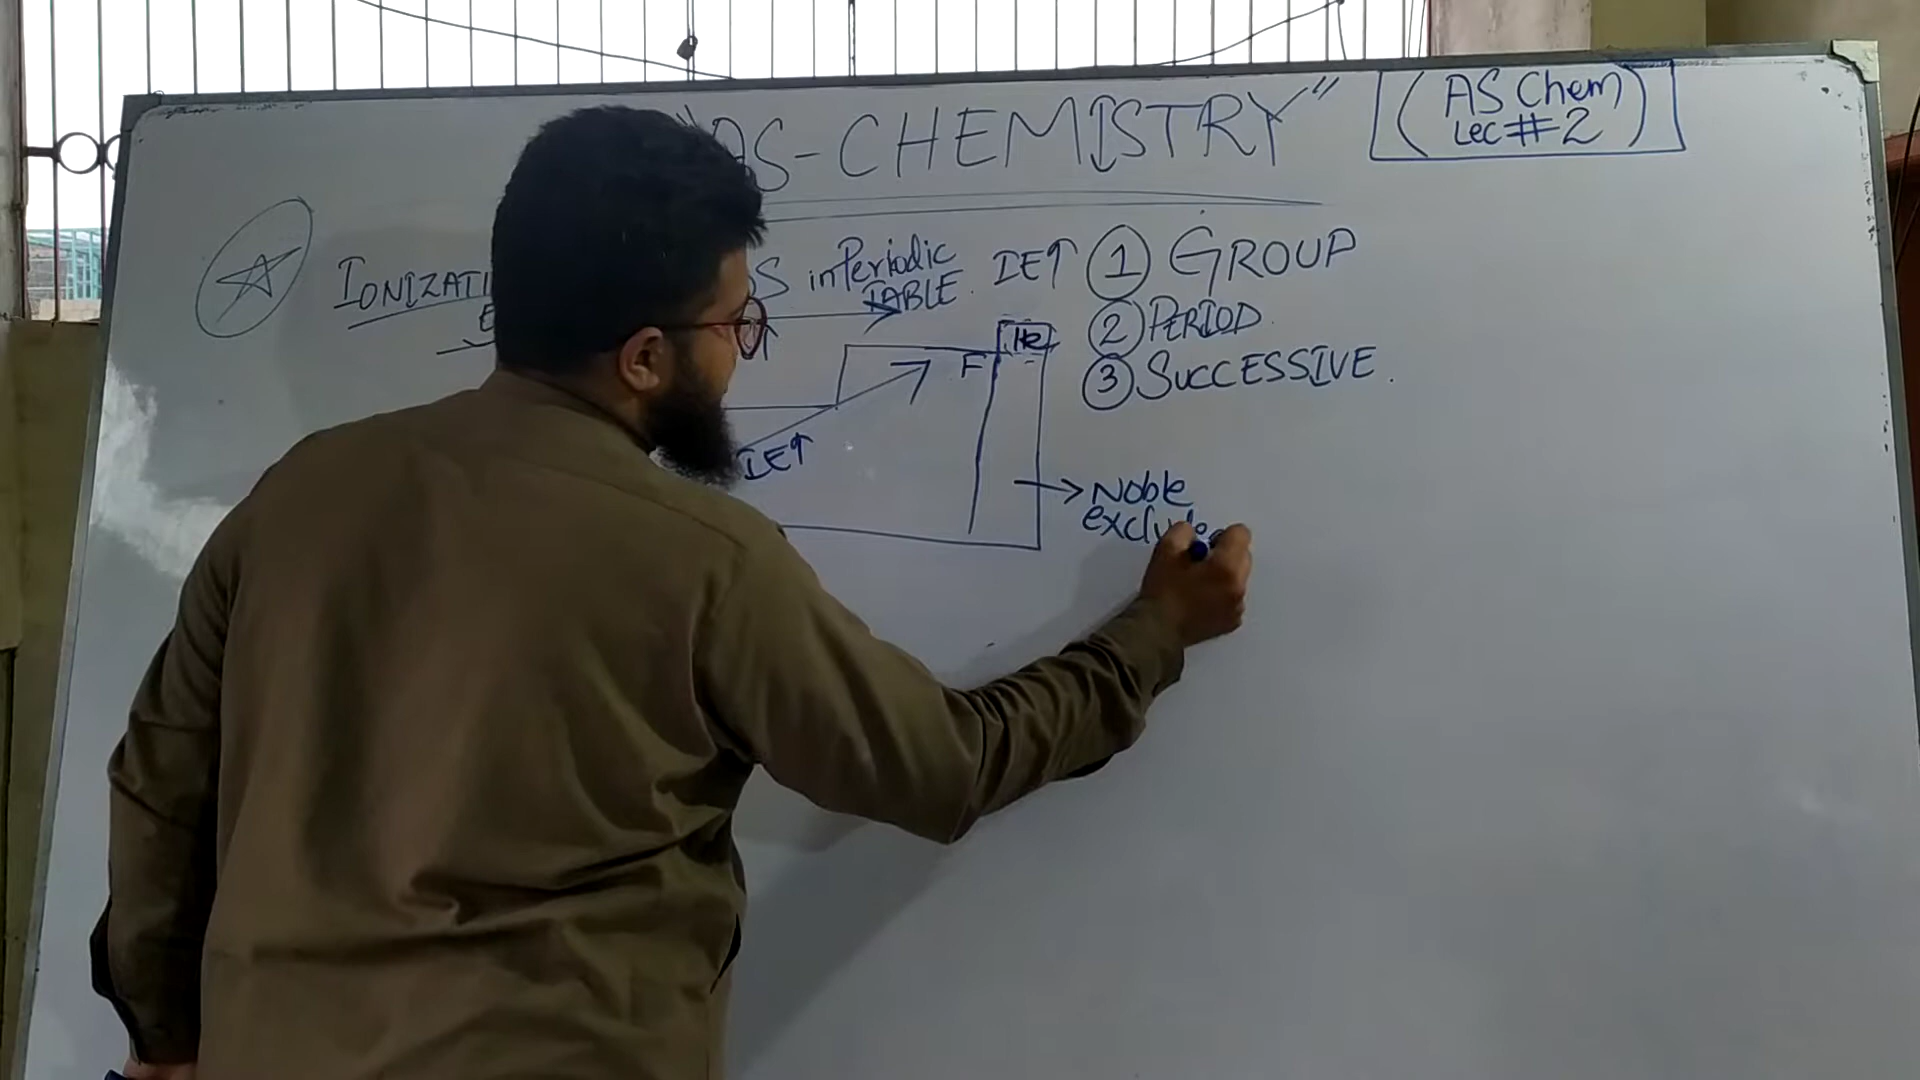 AS-CHEMISTRY"
(AS Chem
Lec #2)
IONIZATI
in Periodic
TABLE.
IE↑ ① GROUP
② PERIOD
③ SUCCESSIVE.
He
F
IE↑
→ Noble